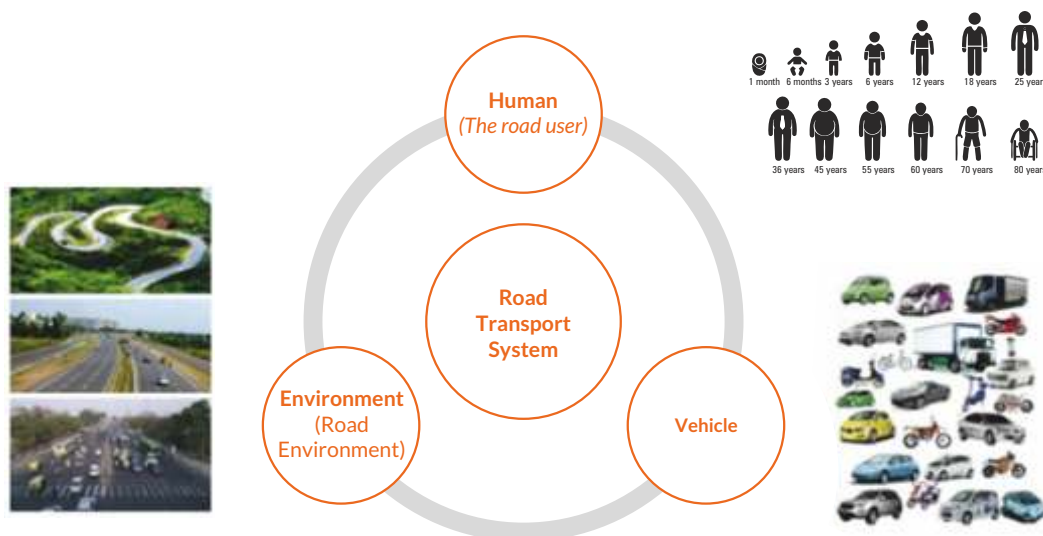 Human
(The road user)
1 month 6 months 3 years 6 years 12 years 18 years 25 year
36 years 45 years 55 years 60 years 70 years 80 year
Road
Transport
System
Environment
(Road
Environment)
Vehicle